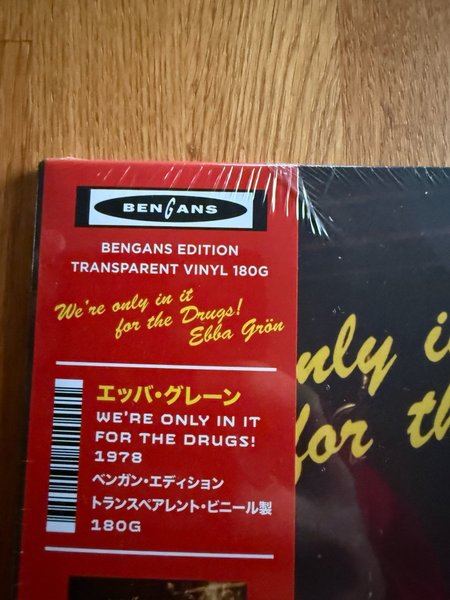 BENGANS
BENGANS EDITION
TRANSPARENT VINYL 180G
We're only in it
for the Drugs!
Ebba Grön
エッバ・グレーン
WE'RE ONLY IN IT
FOR THE DRUGS!
1978
ベンガン・エディション
トランスペアレント・ビニール製
180G
only i
for th